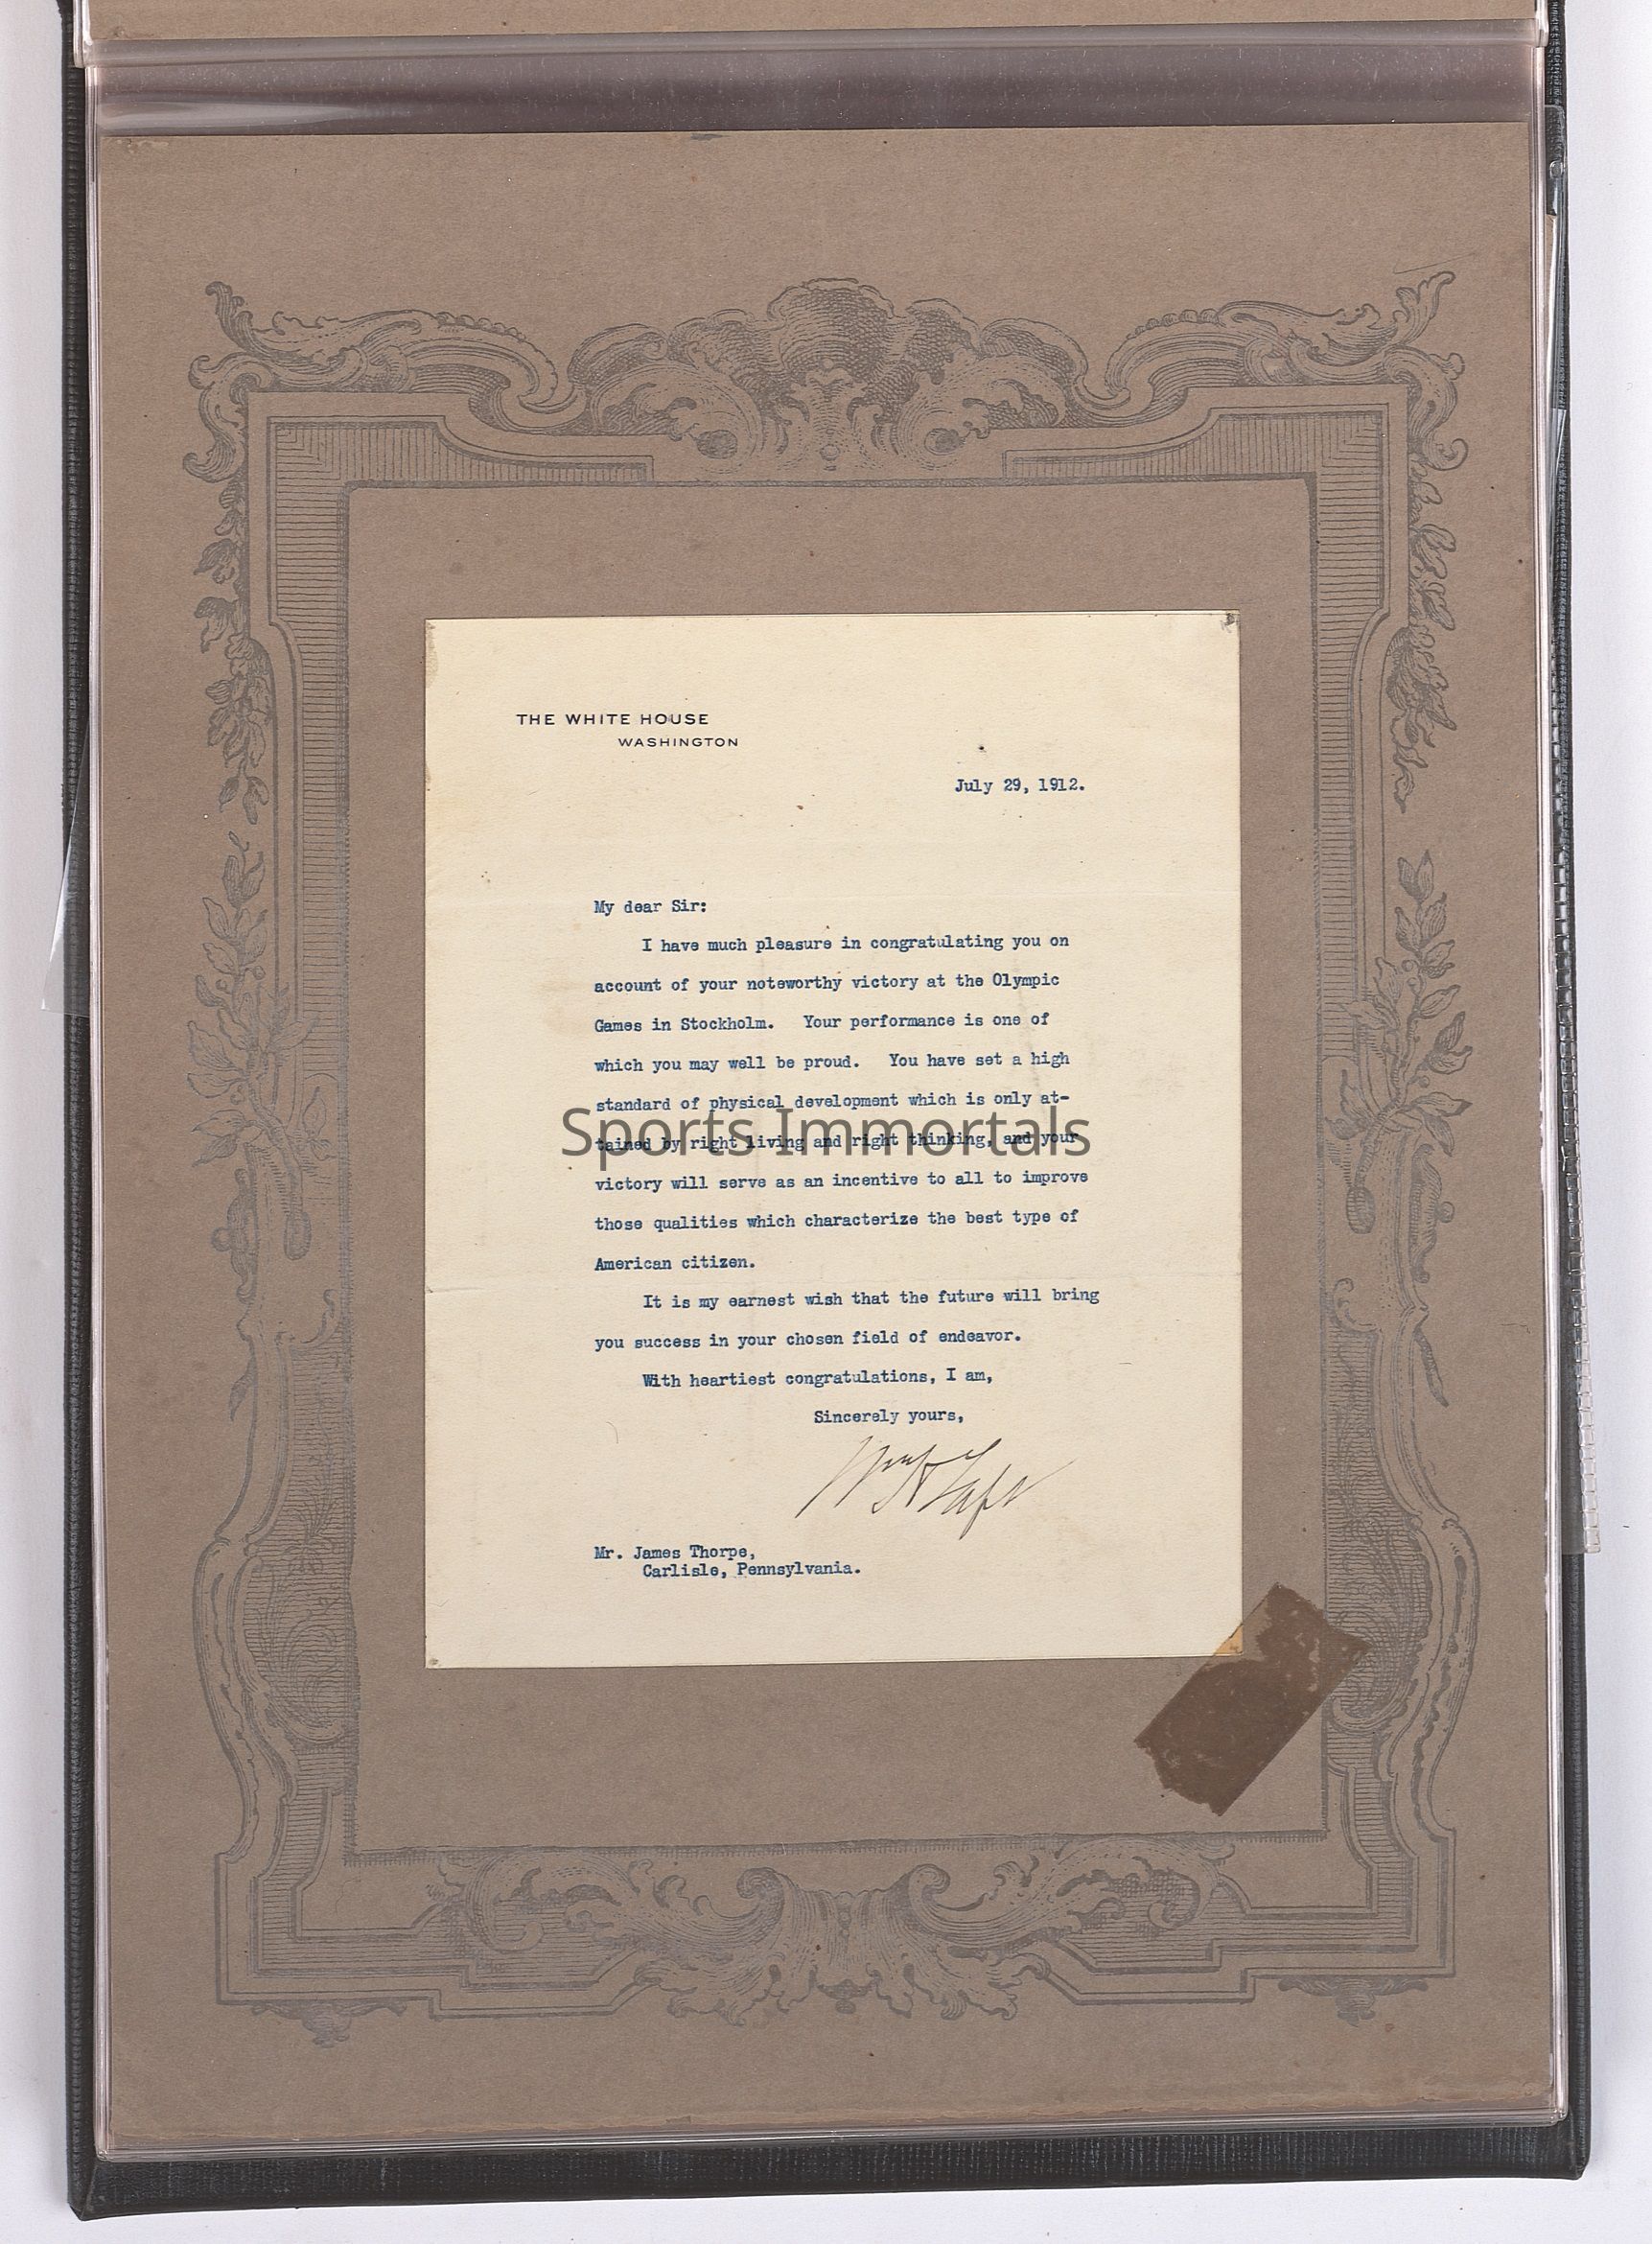 THE WHITE HOUSE
WASHINGTON
July 29, 1912.
My dear Sir:
I have much pleasure in congratulating you on
account of your noteworthy victory at the Olympic
Games in Stockholm. Your performance is one of
which you may well be proud. You have set a high
standard of physical development which is only at-
tained by right living and right thinking, and your
Sports Immortals
victory will serve as an incentive to all to improve
those qualities which characterize the best type of
American citizen.
It is my earnest wish that the future will bring
you success in your chosen field of endeavor.
With heartiest congratulations, I am,
Sincerely yours,
Wm H Taft
Mr. James Thorpe,
Carlisle, Pennsylvania.